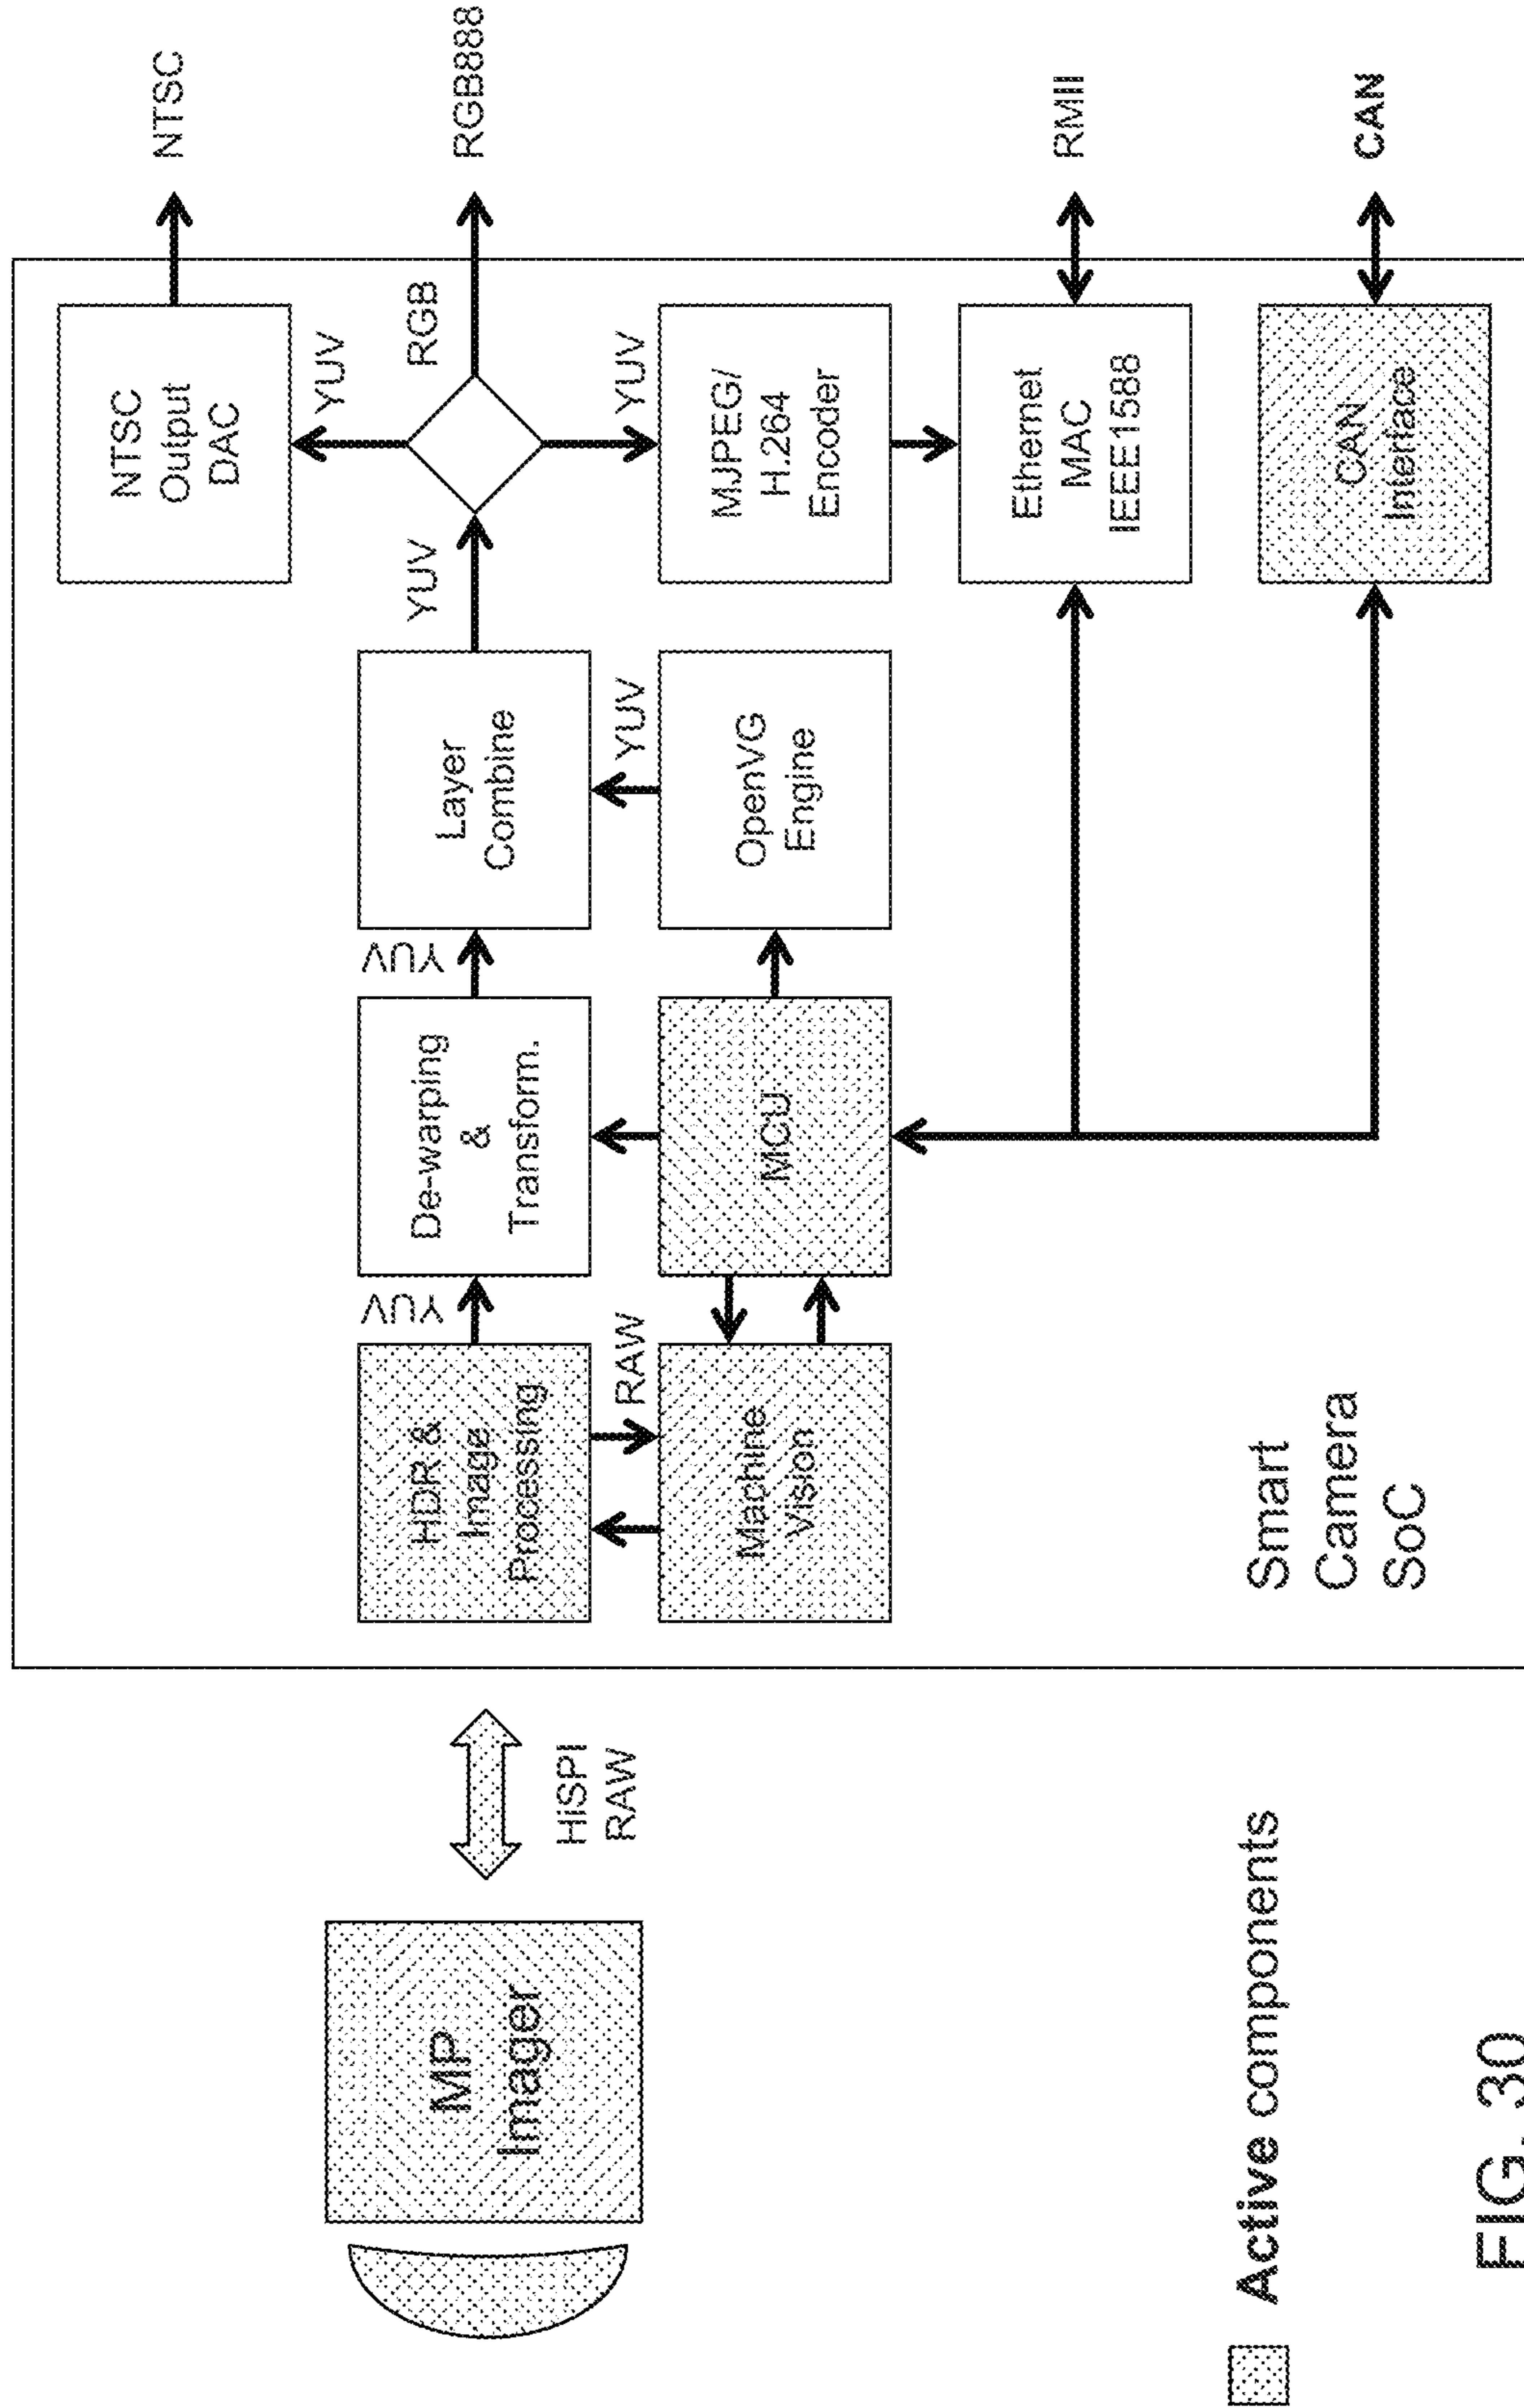 MP
Imager
HiSPI
RAW
HDR &
Image
Processing
YUV
De-warping
&
Transform.
YUV
Layer
Combine
YUV
RGB
RGB888
NTSC
Output
DAC
NTSC
YUV
YUV
RAW
Machine
Vision
MCU
OpenVG
Engine
YUV
MJPEG/
H.264
Encoder
Ethernet
MAC
IEEE1588
RMII
CAN
Interface
CAN
Smart
Camera
SoC
Active components
FIG. 30